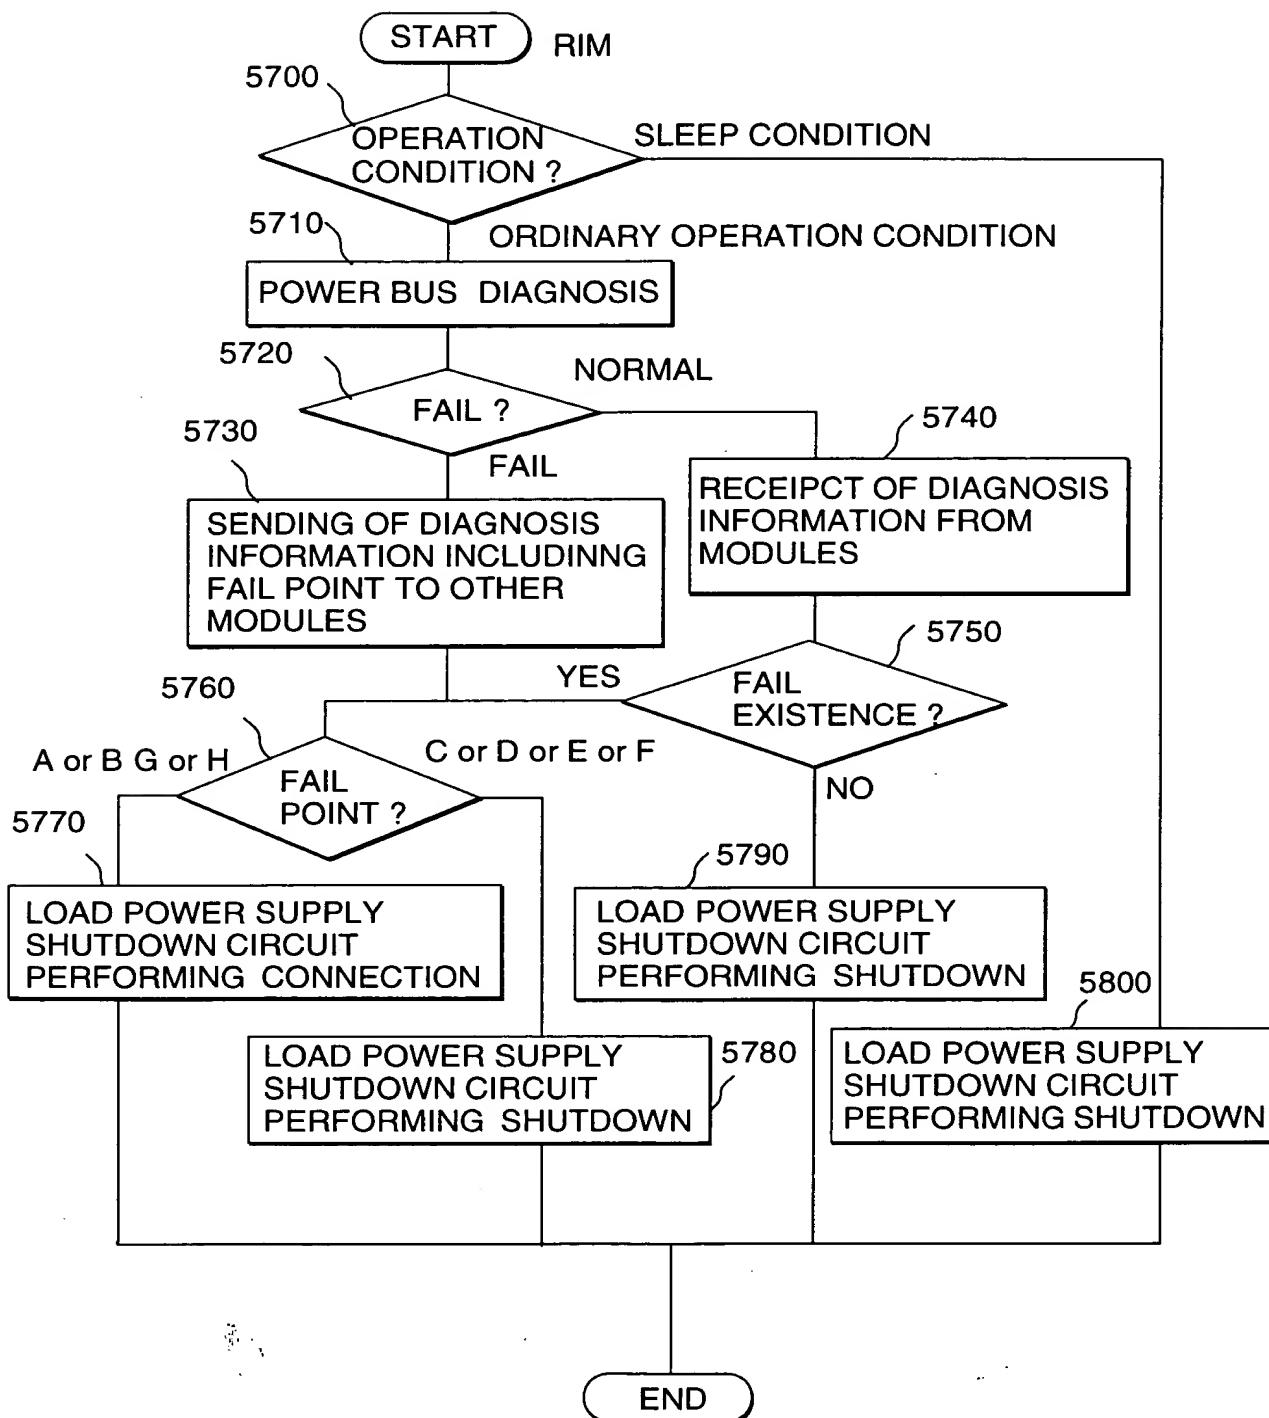 START
RIM
5700
OPERATION
CONDITION ?
SLEEP CONDITION
5710
ORDINARY OPERATION CONDITION
POWER BUS DIAGNOSIS
5720
NORMAL
FAIL ?
5730
FAIL
5740
SENDING OF DIAGNOSIS
INFORMATION INCLUDINNG
FAIL POINT TO OTHER
MODULES
RECEIPCT OF DIAGNOSIS
INFORMATION FROM
MODULES
5750
YES
FAIL
EXISTENCE ?
5760
A or B G or H
C or D or E or F
FAIL
POINT ?
NO
5770
5790
LOAD POWER SUPPLY
SHUTDOWN CIRCUIT
PERFORMING CONNECTION
LOAD POWER SUPPLY
SHUTDOWN CIRCUIT
PERFORMING SHUTDOWN
5800
LOAD POWER SUPPLY
SHUTDOWN CIRCUIT
PERFORMING SHUTDOWN
5780
LOAD POWER SUPPLY
SHUTDOWN CIRCUIT
PERFORMING SHUTDOWN
END